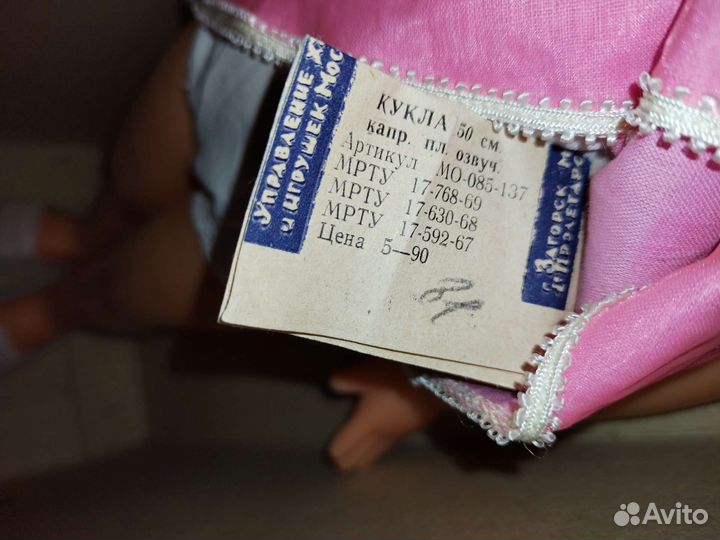 УПРАВЛЕНИЕ
И ИГРУШЕК МОС
КУКЛА 50 см.
капр. пл. озвуч.
Артикул МО-085-137
МРТУ 17-768-69
МРТУ 17-630-68
МРТУ 17-592-67
Цена 5—90
ЗАГОРСК
Avito